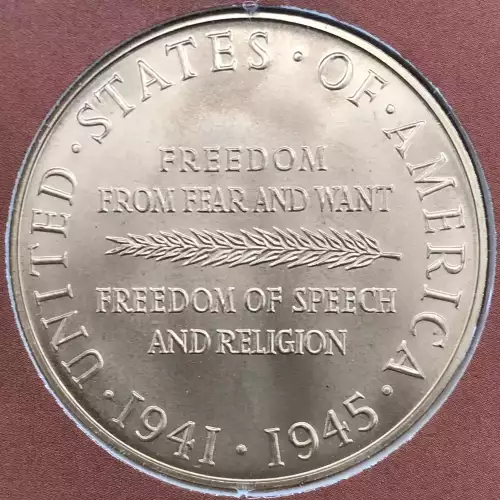 UNITED · STATES · OF · AMERICA ·
FREEDOM
FROM FEAR AND WANT
FREEDOM OF SPEECH
AND RELIGION
· 1941 · 1945 ·